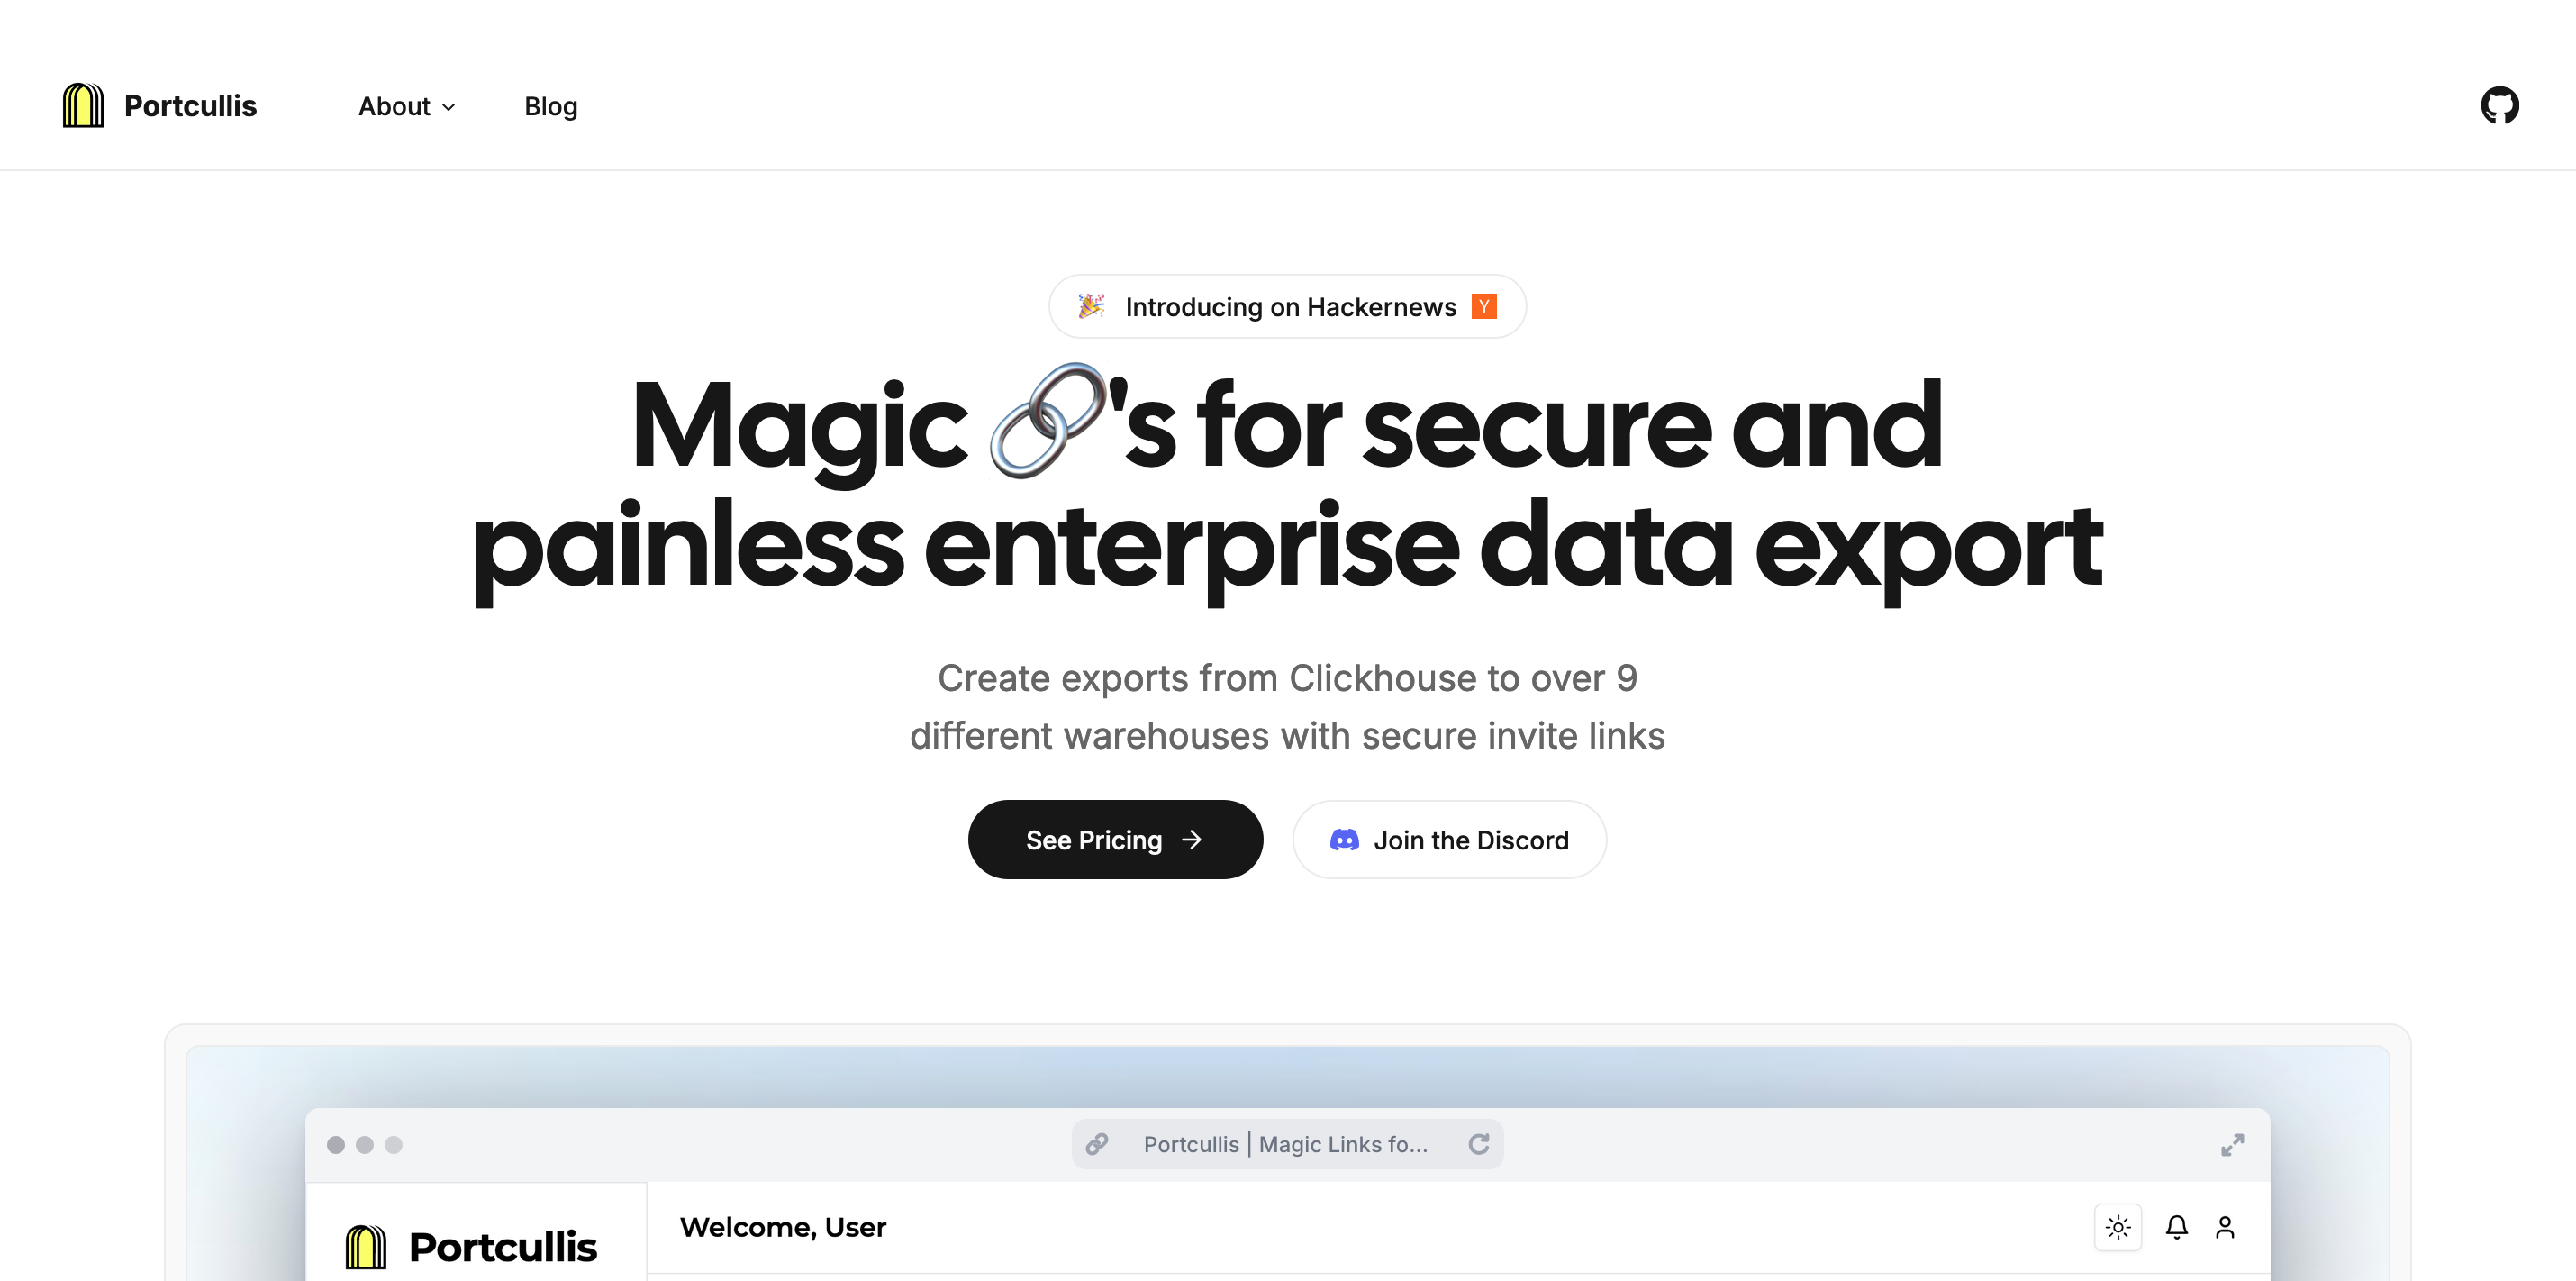 Portcullis
About
Blog
🎉 Introducing on Hackernews Y
Magic 🔗's for secure and
painless enterprise data export
Create exports from Clickhouse to over 9
different warehouses with secure invite links
See Pricing →
Join the Discord
Portcullis | Magic Links fo...
Portcullis
Welcome, User